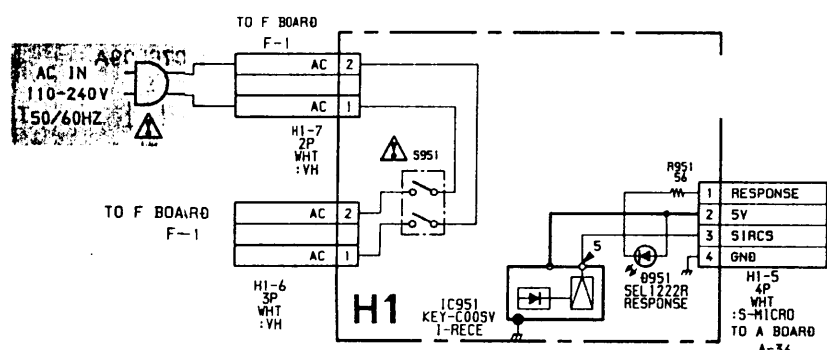 TO F BOARD
F-1
AC IN
110-240V
50/60HZ
AC 2
AC 1
H1-7
2P
WHT
:VH
S951
TO F BOARD
F-1
AC 2
AC 1
H1-6
3P
WHT
:VH
H1
IC951
KEY-C00SV
I-RECE
5
R951
56
D951
SEL1222R
RESPONSE
1 RESPONSE
2 5V
3 SIRCS
4 GND
H1-5
4P
WHT
:S-MICRO
TO A BOARD
A-36